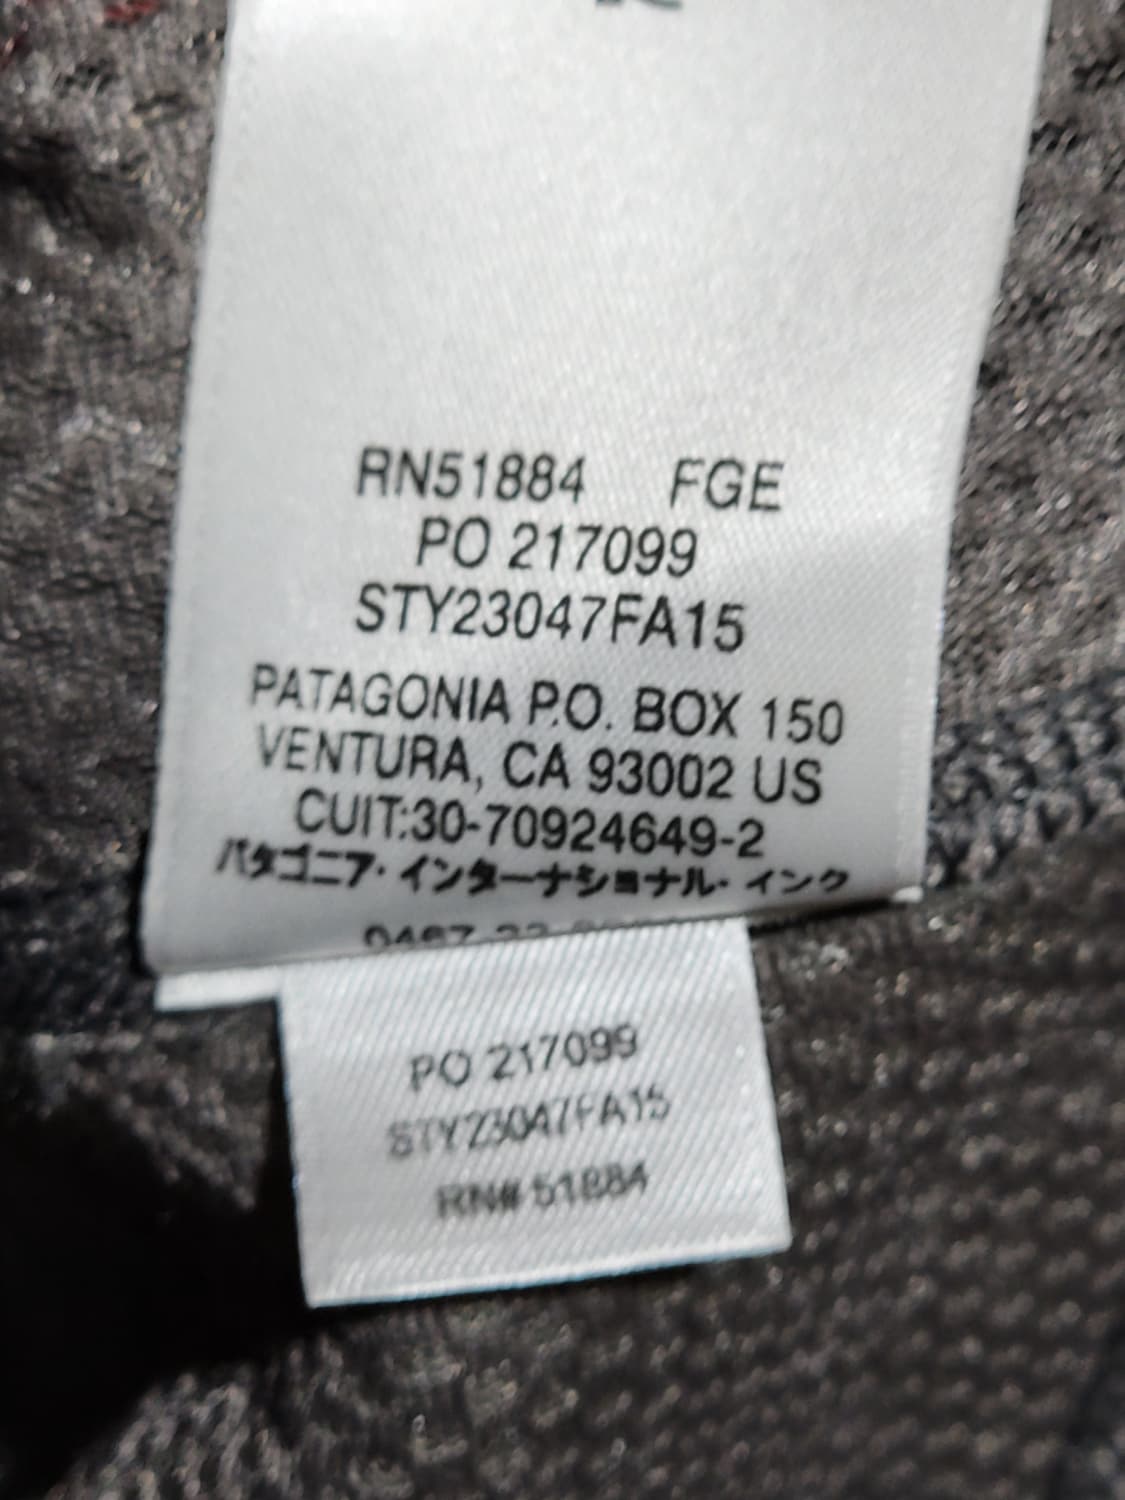 RN51884 FGE
PO 217099
STY23047FA15
PATAGONIA P.O. BOX 150
VENTURA, CA 93002 US
CUIT:30-70924649-2
パタゴニア・インターナショナル・インク
PO 217099
STY23047FA15
RN# 51884